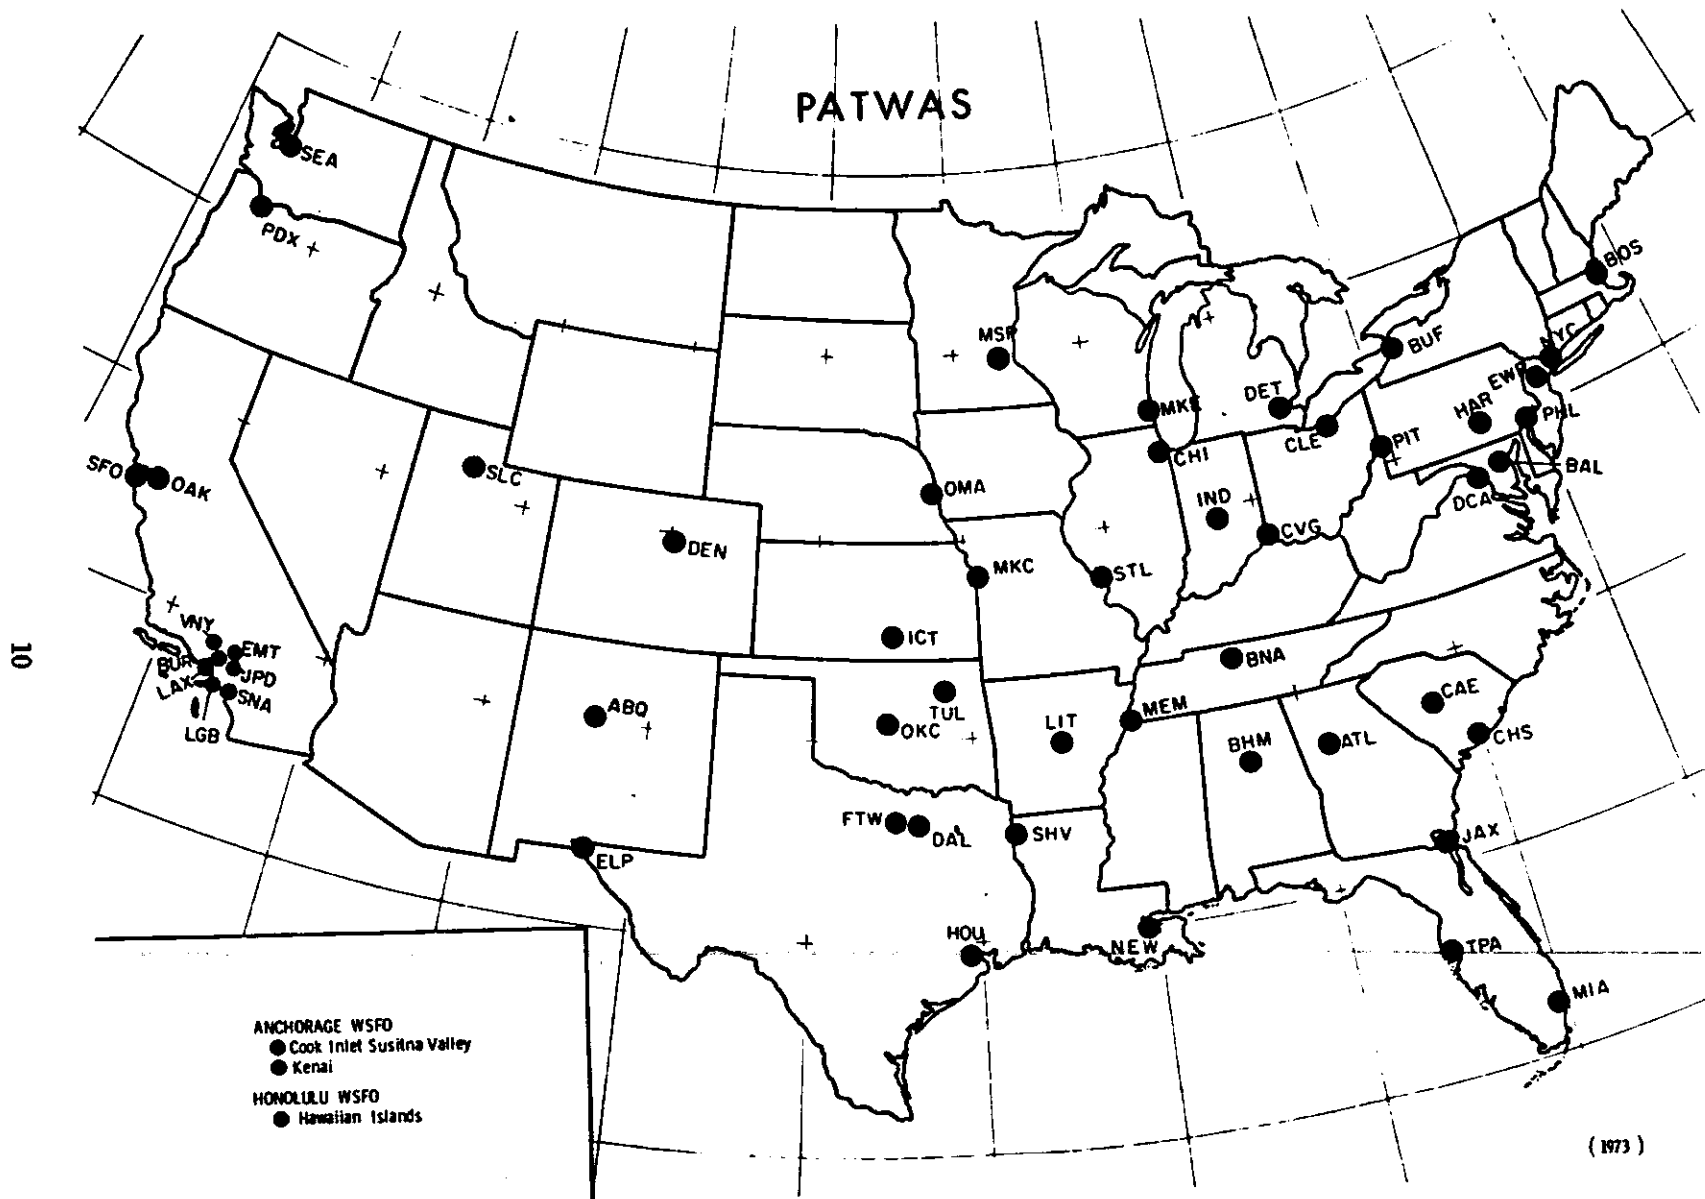 PATWAS
SEA
PDX
BOS
MSP
NYC
BUF
EWR
DET
HAR
MKE
PHL
CLE
PIT
CHI
SFO
OAK
SLC
BAL
OMA
IND
DCA
CVG
DEN
MKC
STL
VNY
ICT
EMT
BNA
BUR
JPD
LAX
SNA
CAE
ABQ
MEM
TUL
LIT
OKC
LGB
BHM
ATL
CHS
FTW
DAL
SHV
JAX
ELP
HOU
NEW
TPA
MIA
10
ANCHORAGE WSFO
Cook Inlet Susitna Valley
Kenai
HONOLULU WSFO
Hawaiian Islands
(1973)